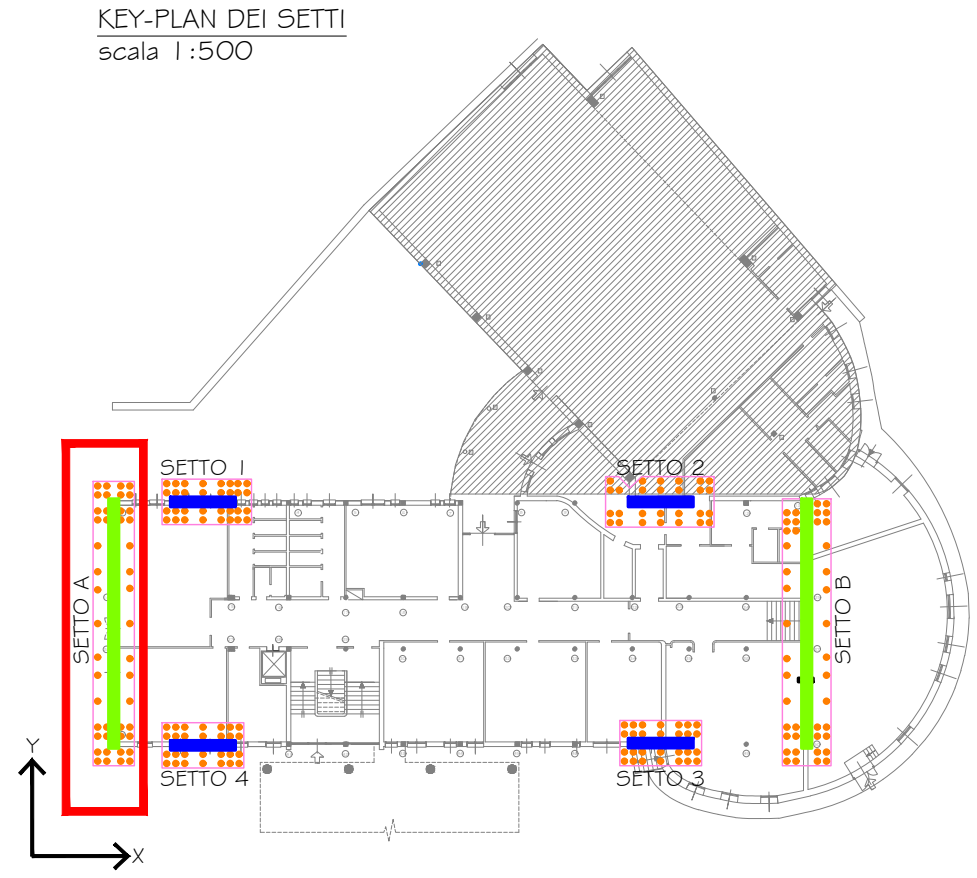 KEY-PLAN DEI SETTI
scala 1:500
SETTO 1
SETTO 2
SETTO A
SETTO B
SETTO 4
SETTO 3
Y
X